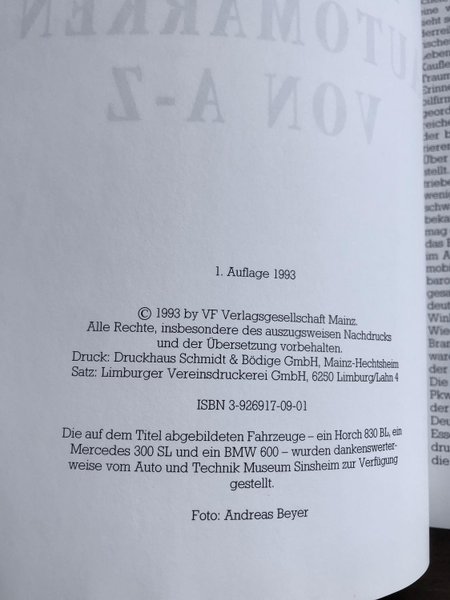 AUTOMARKEN
VON A-Z
1. Auflage 1993
© 1993 by VF Verlagsgesellschaft Mainz.
Alle Rechte, insbesondere des auszugsweisen Nachdrucks
und der Übersetzung vorbehalten.
Druck: Druckhaus Schmidt & Bödige GmbH, Mainz-Hechtsheim
Satz: Limburger Vereinsdruckerei GmbH, 6250 Limburg/Lahn 4
ISBN 3-926917-09-01
Die auf dem Titel abgebildeten Fahrzeuge – ein Horch 830 BL, ein
Mercedes 300 SL und ein BMW 600 – wurden dankenswerter-
weise vom Auto und Technik Museum Sinsheim zur Verfügung
gestellt.
Foto: Andreas Beyer